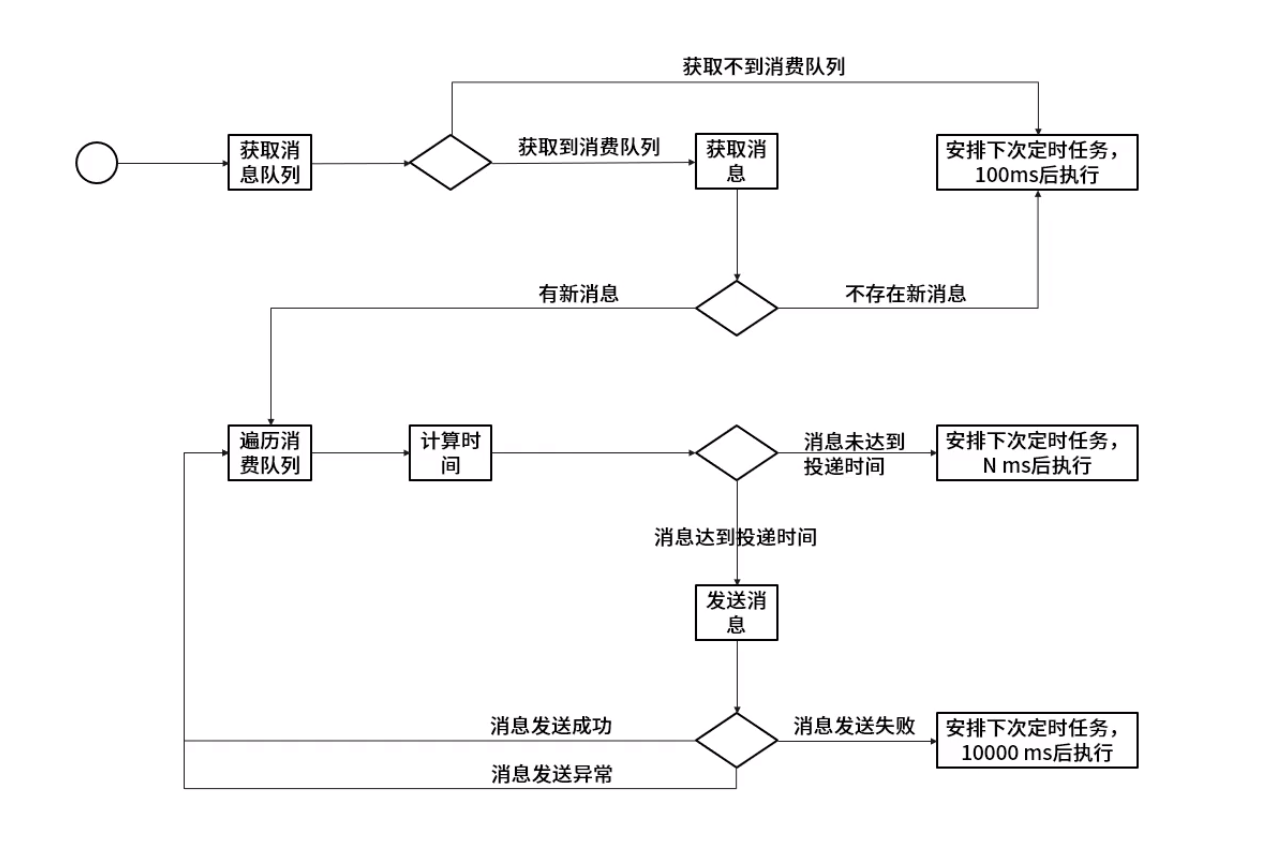 获取不到消费队列
获取消
息队列
获取到消费队列
获取消
息
安排下次定时任务，
100ms后执行
有新消息
不存在新消息
遍历消
费队列
计算时
间
消息未达到
投递时间
安排下次定时任务，
N ms后执行
消息达到投递时间
发送消
息
消息发送成功
消息发送失败
安排下次定时任务，
10000 ms后执行
消息发送异常